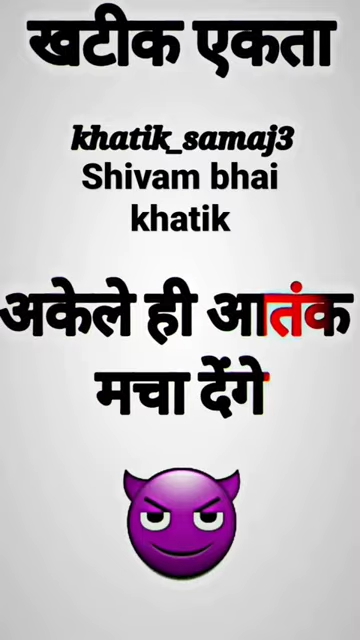 खटीक एकता
khatik_samaj3
Shivam bhai
khatik
अकेले ही आतंक
मचा देंगे